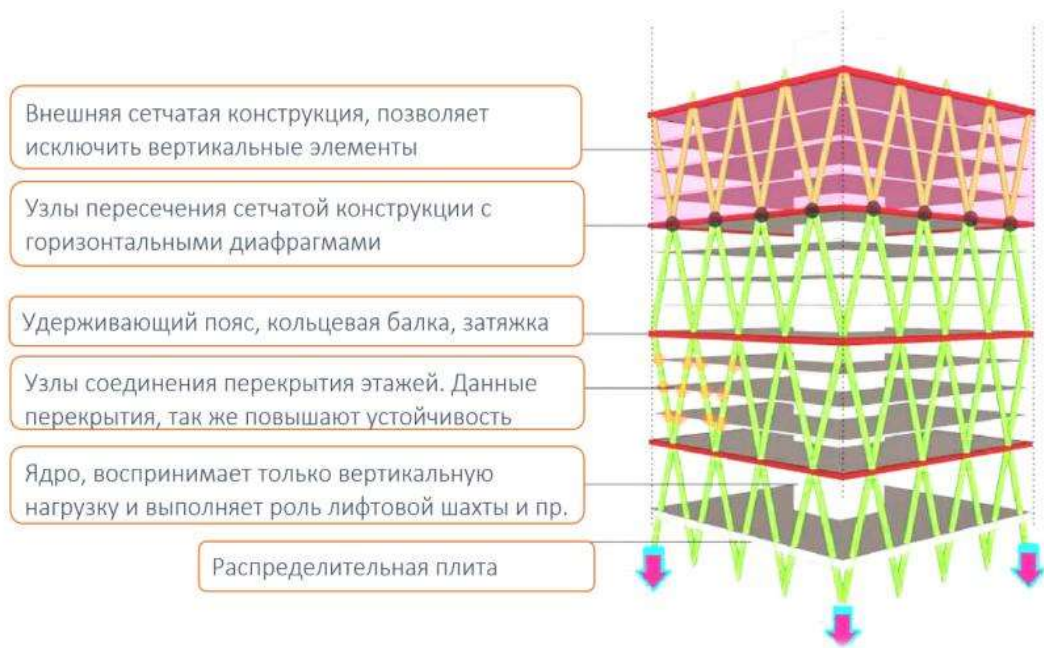 Внешняя сетчатая конструкция, позволяет
исключить вертикальные элементы
Узлы пересечения сетчатой конструкции с
горизонтальными диафрагмами
Удерживающий пояс, кольцевая балка, затяжка
Узлы соединения перекрытия этажей. Данные
перекрытия, так же повышают устойчивость
Ядро, воспринимает только вертикальную
нагрузку и выполняет роль лифтовой шахты и пр.
Распределительная плита